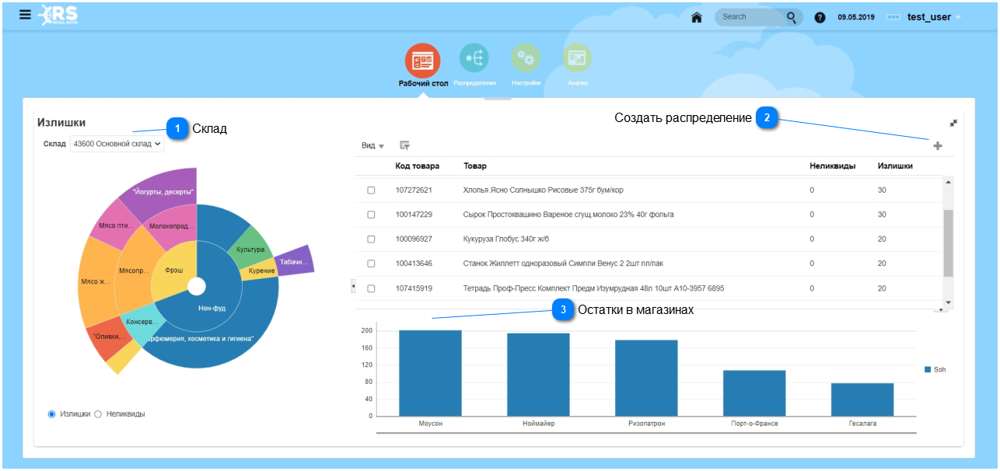 RS
RETAIL SUITE
Search
?
09.05.2019
test_user
Рабочий стол
Распределения
Настройки
Анализ
Излишки
1 Склад
Создать распределение 2
Склад 43600 Основной склад
Вид
Код товара Товар Неликвиды Излишки
107272621 Хлопья Ясно Солнышко Рисовые 375г бум/кор 0 30
100147229 Сырок Простоквашино Вареное сгущ.молоко 23% 40г фольга 0 30
100096927 Кукуруза Глобус 340г ж/б 0 20
100413646 Станок Жиллетт одноразовый Симпли Венус 2 2шт пл/пак 0 20
107415919 Тетрадь Проф-Пресс Комплект Предм Изумрудная 48л 10шт А10-3957 6895 0 20
"Йогурты, десерты"
Мясо пти...
Молокопрод...
Культура
Табачн...
Курение
Мясопр...
Фрэш
Мясо ж...
Нон-фуд
Консерв...
"Оливки,...
рфюмерия, косметика и гигиена"
Излишки Неликвиды
3 Остатки в магазинах
200
160
120
80
40
0
Моусон Ноймайер Ризопатрон Порт-о-Франсе Гесалага
Soh